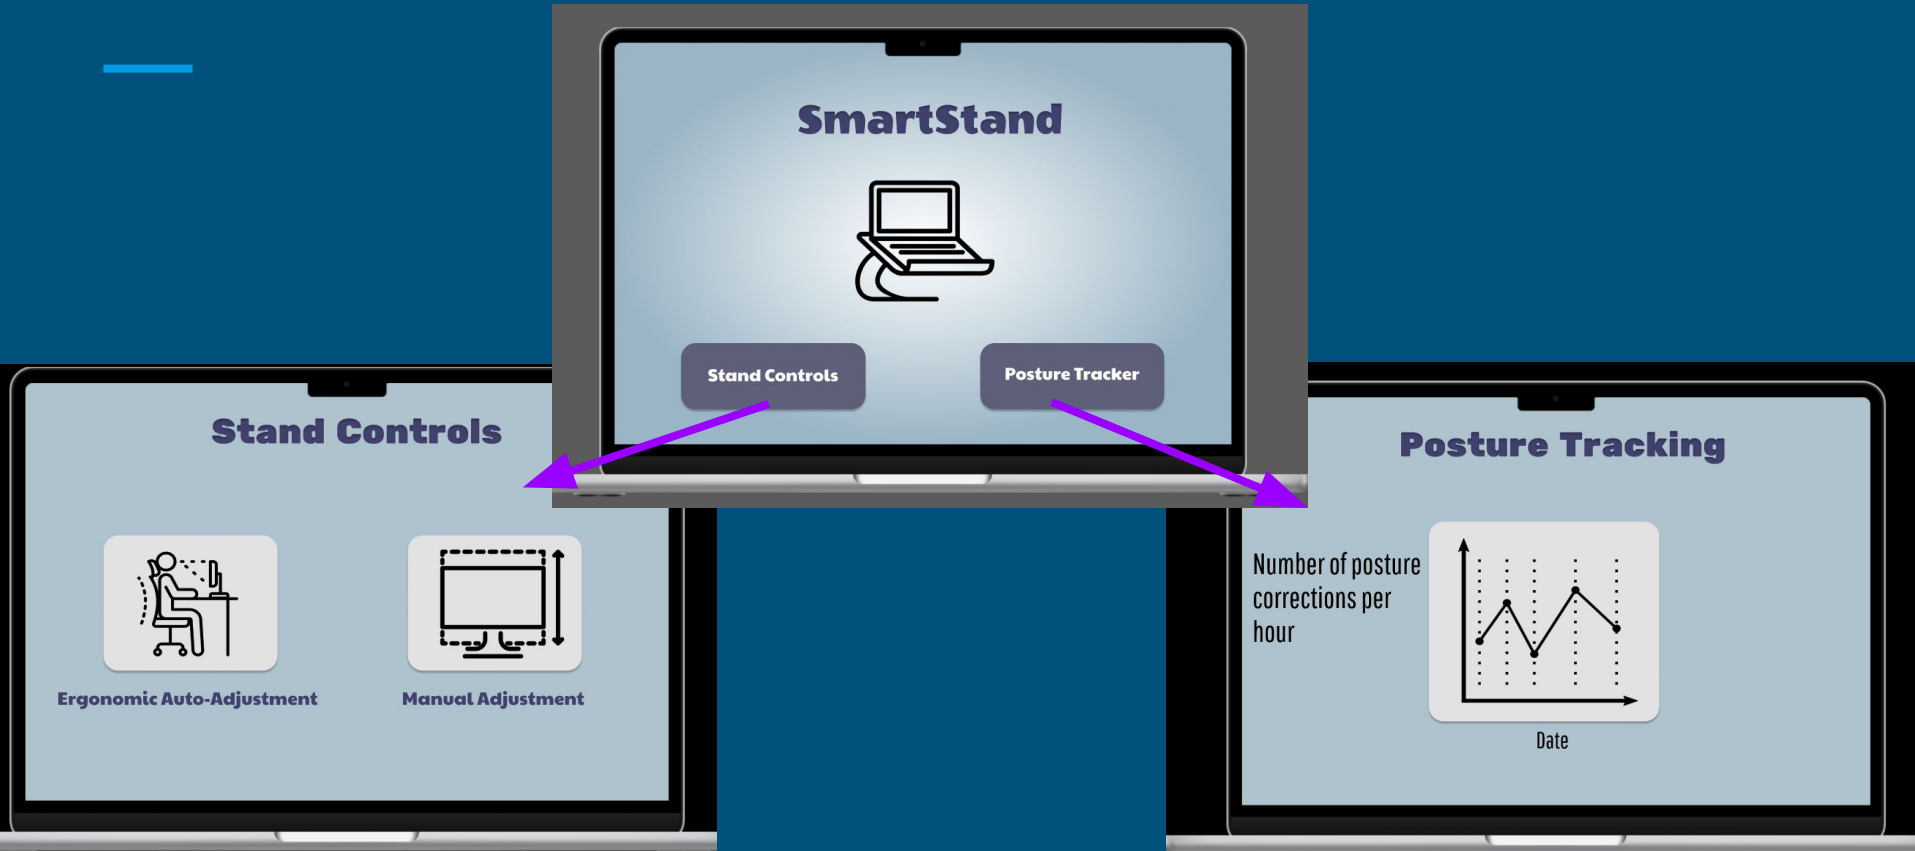 SmartStand
Stand Controls
Posture Tracker
Stand Controls
Ergonomic Auto-Adjustment
Manual Adjustment
Posture Tracking
Number of posture
corrections per
hour
Date